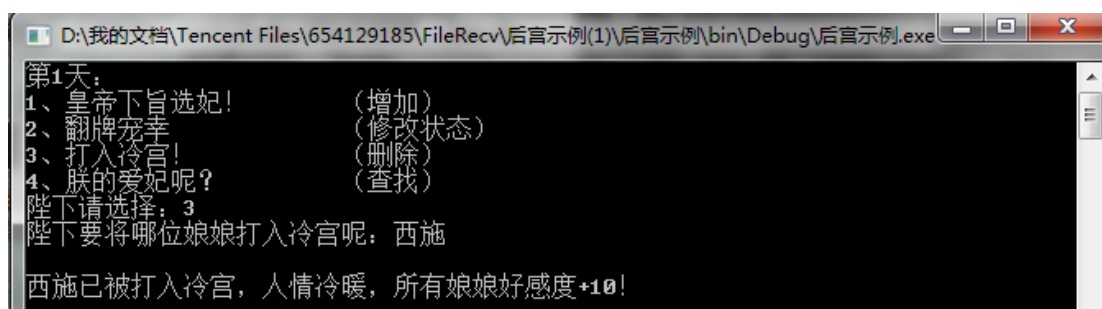 D:\我的文档\Tencent Files\654129185\FileRecv\后宫示例(1)\后宫示例\bin\Debug\后宫示例.exe
第1天:
1、皇帝下旨选妃! (增加)
2、翻牌宠幸 (修改状态)
3、打入冷宫! (删除)
4、朕的爱妃呢? (查找)
陛下请选择: 3
陛下要将哪位娘娘打入冷宫呢: 西施
西施已被打入冷宫, 人情冷暖, 所有娘娘好感度+10!